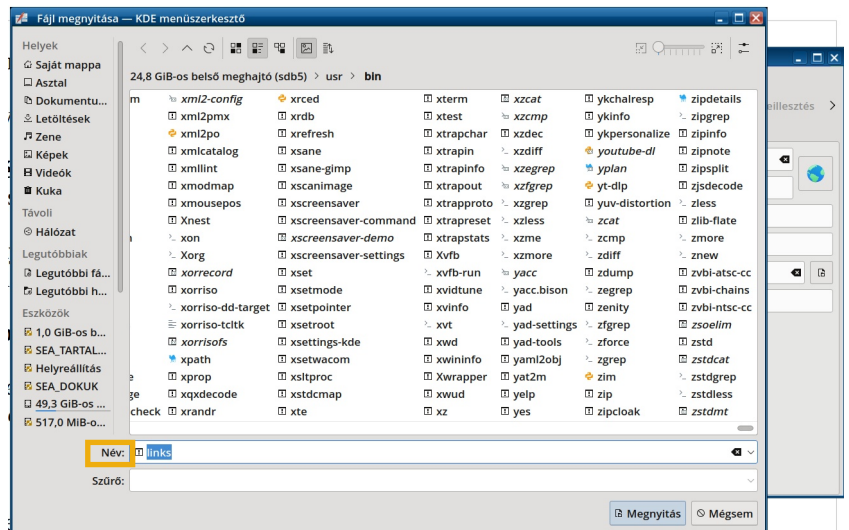 Fájl megnyitása — KDE menüszerkesztő
Helyek
Saját mappa
Asztal
Dokumentu...
Letöltések
Zene
Képek
Videók
Kuka
Távoli
Hálózat
Legutóbbiak
Legutóbbi fá...
Legutóbbi h...
Eszközök
1,0 GiB-os b...
SEA_TARTAL...
Helyreállítás
SEA_DOKUK
49,3 GiB-os ...
517,0 MiB-o...
24,8 GiB-os belső meghajtó (sdb5) > usr > bin
m xml2-config xrced xterm xzcat ykchalresp zipdetails
xml2pmx xrdb xtest xzcmp ykinfo zipgrep
xml2po xrefresh xtrapchar xzdec ykpersonalize zipinfo
xmlcatalog xsane xtrapin xzdiff youtube-dl zipnote
xmllint xsane-gimp xtrapinfo xzegrep yplan zipsplit
xmodmap xscanimage xtrapout xzfgrep yt-dlp zjsdecode
xmousepos xscreensaver xtrapproto xzgrep yuv-distortion zless
Xnest xscreensaver-command xtrapreset xzless zcat zlib-flate
xon xscreensaver-demo xtrapstats xzme zcmp zmore
Xorg xscreensaver-settings Xvfb xzmore zdiff znew
xorrecord xset xvfb-run yacc zdump zvbi-atsc-cc
xorriso xsetmode xvidtune yacc.bison zegrep zvbi-chains
xorriso-dd-target xsetpointer xvinfo yad zenity zvbi-ntsc-cc
xorriso-tcltk xsetroot xvt yad-settings zfgrep zsoelim
xorrisofs xsettings-kde xwd yad-tools zforce zstd
xpath xsetwacom xwininfo yaml2obj zgrep zstdcat
e xprop xsltproc Xwrapper yat2m zim zstdgrep
ge xqxdecode xstdcmap xwud yelp zip zstdless
check xrandr xte xz yes zipcloak zstdmt
Név: links
Szűrő:
Megnyitás Mégsem
eillesztés